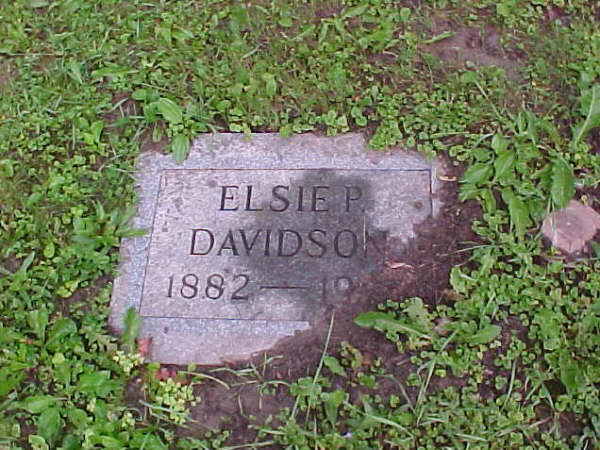 ELSIE P.
DAVIDSON
1882 — 19